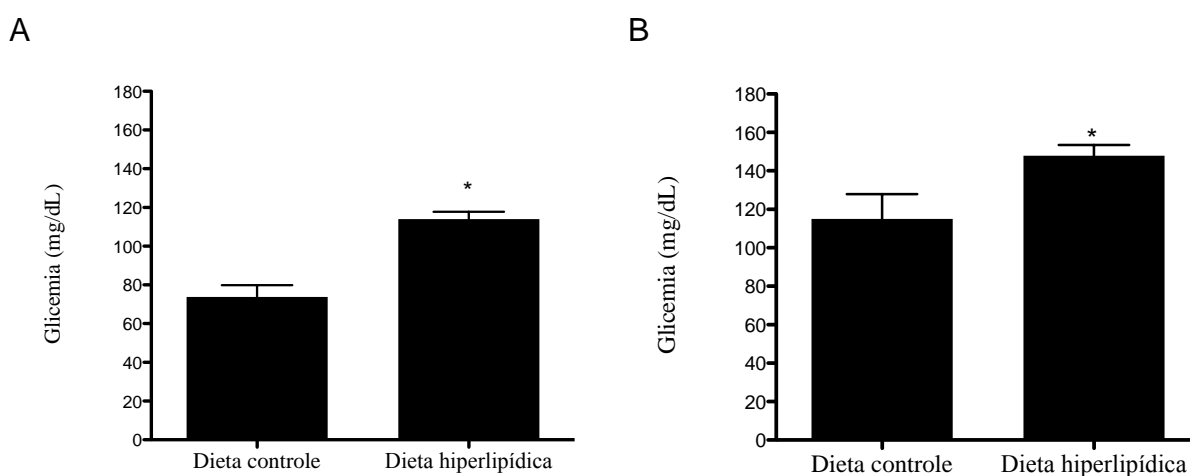 A
B
Glicemia (mg/dL)
180
160
140
120
100
80
60
40
20
0
*
Dieta controle
Dieta hiperlipídica
Glicemia (mg/dL)
180
160
140
120
100
80
60
40
20
0
*
Dieta controle
Dieta hiperlipídica